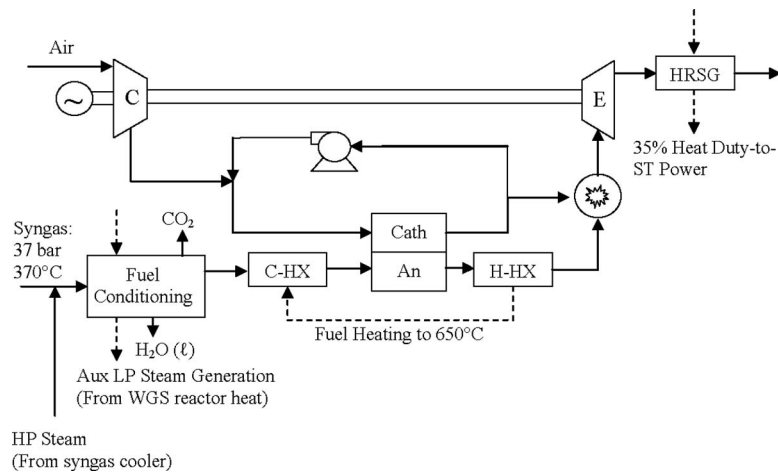 Air
C
E
HRSG
35% Heat Duty-to-
ST Power
~
Cath
An
CO₂
Syngas:
37 bar
370°C
Fuel
Conditioning
C-HX
H-HX
Fuel Heating to 650°C
H₂O (ℓ)
Aux LP Steam Generation
(From WGS reactor heat)
HP Steam
(From syngas cooler)